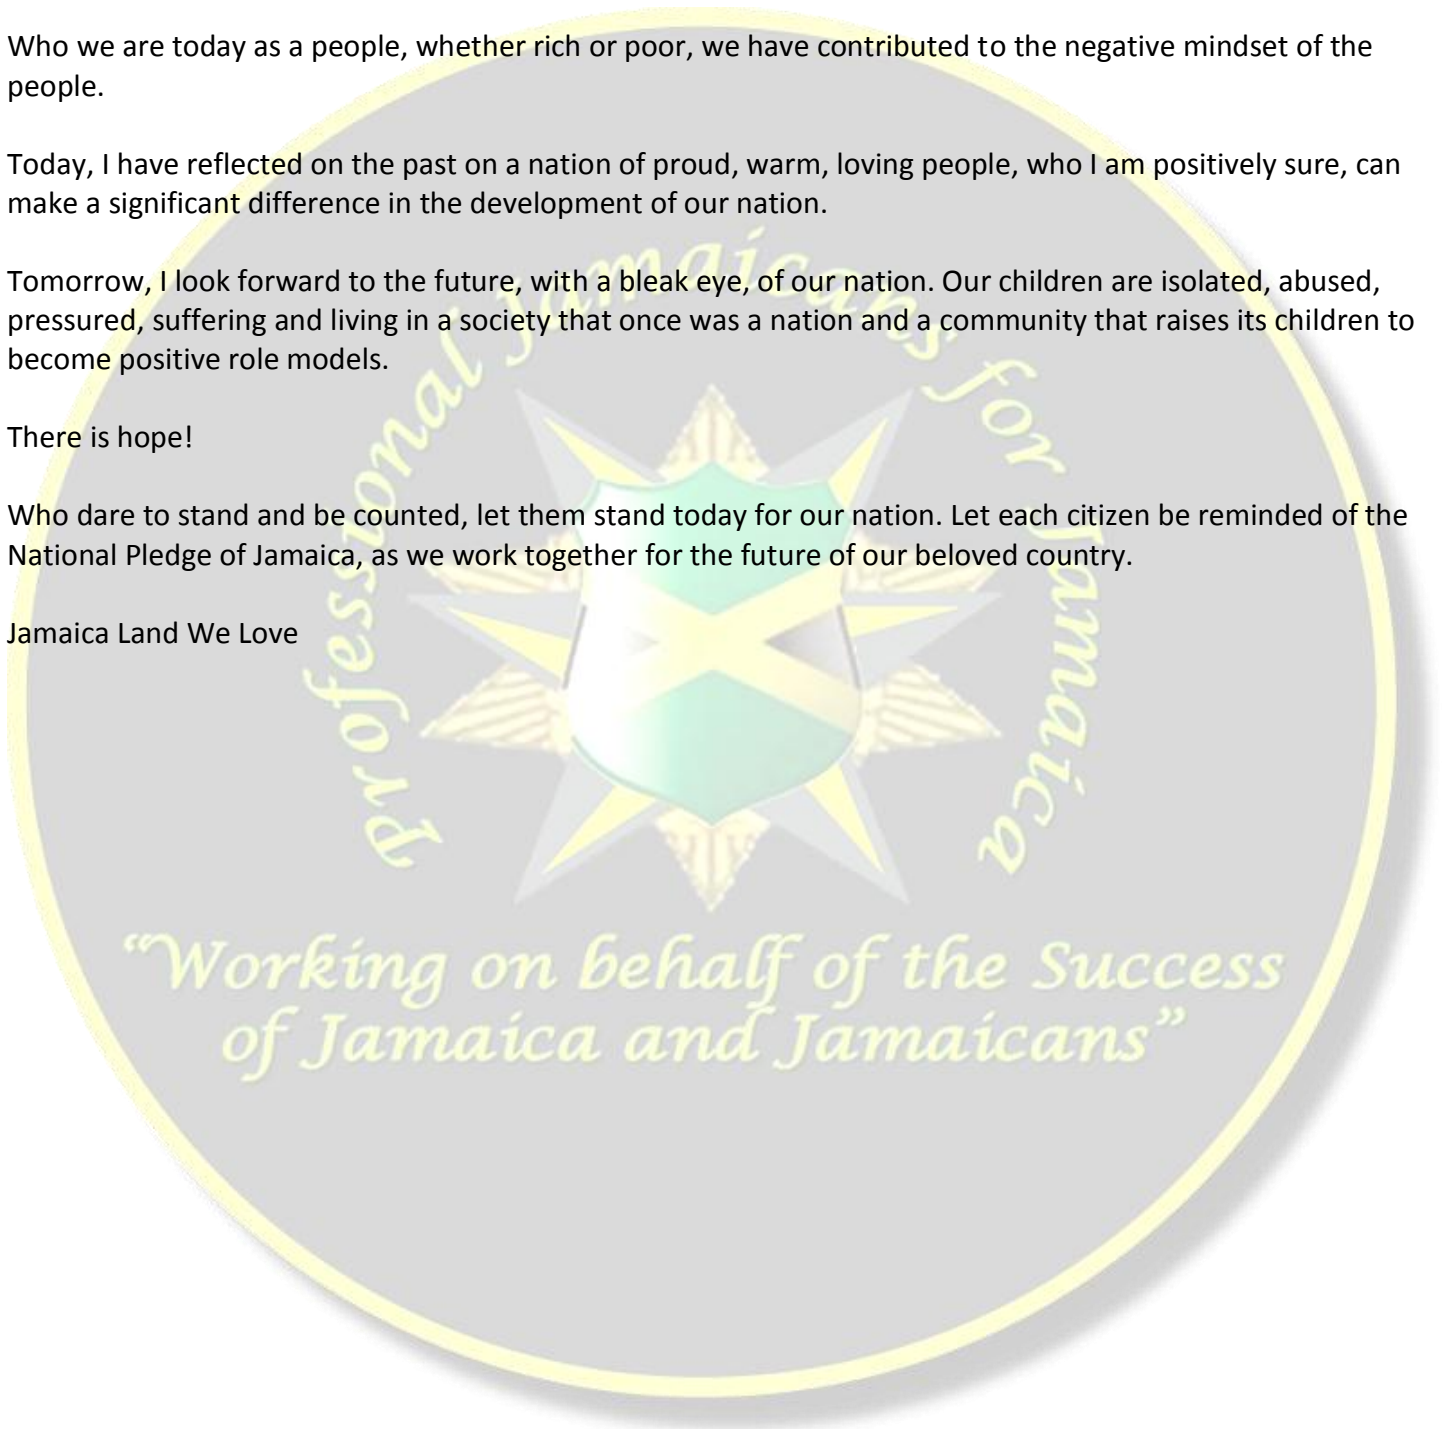 Who we are today as a people, whether rich or poor, we have contributed to the negative mindset of the
people.
Today, I have reflected on the past on a nation of proud, warm, loving people, who I am positively sure, can
make a significant difference in the development of our nation.
Tomorrow, I look forward to the future, with a bleak eye, of our nation. Our children are isolated, abused,
pressured, suffering and living in a society that once was a nation and a community that raises its children to
become positive role models.
There is hope!
Who dare to stand and be counted, let them stand today for our nation. Let each citizen be reminded of the
National Pledge of Jamaica, as we work together for the future of our beloved country.
Jamaica Land We Love
Professional Jamaicans for Jamaica
“Working on behalf of the Success
of Jamaica and Jamaicans”